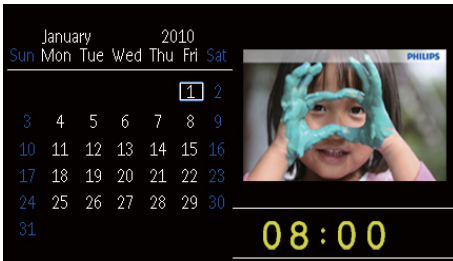 January 2010
Sun Mon Tue Wed Thu Fri Sat
1 2
3 4 5 6 7 8 9
10 11 12 13 14 15 16
17 18 19 20 21 22 23
24 25 26 27 28 29 30
31
PHILIPS
08:00